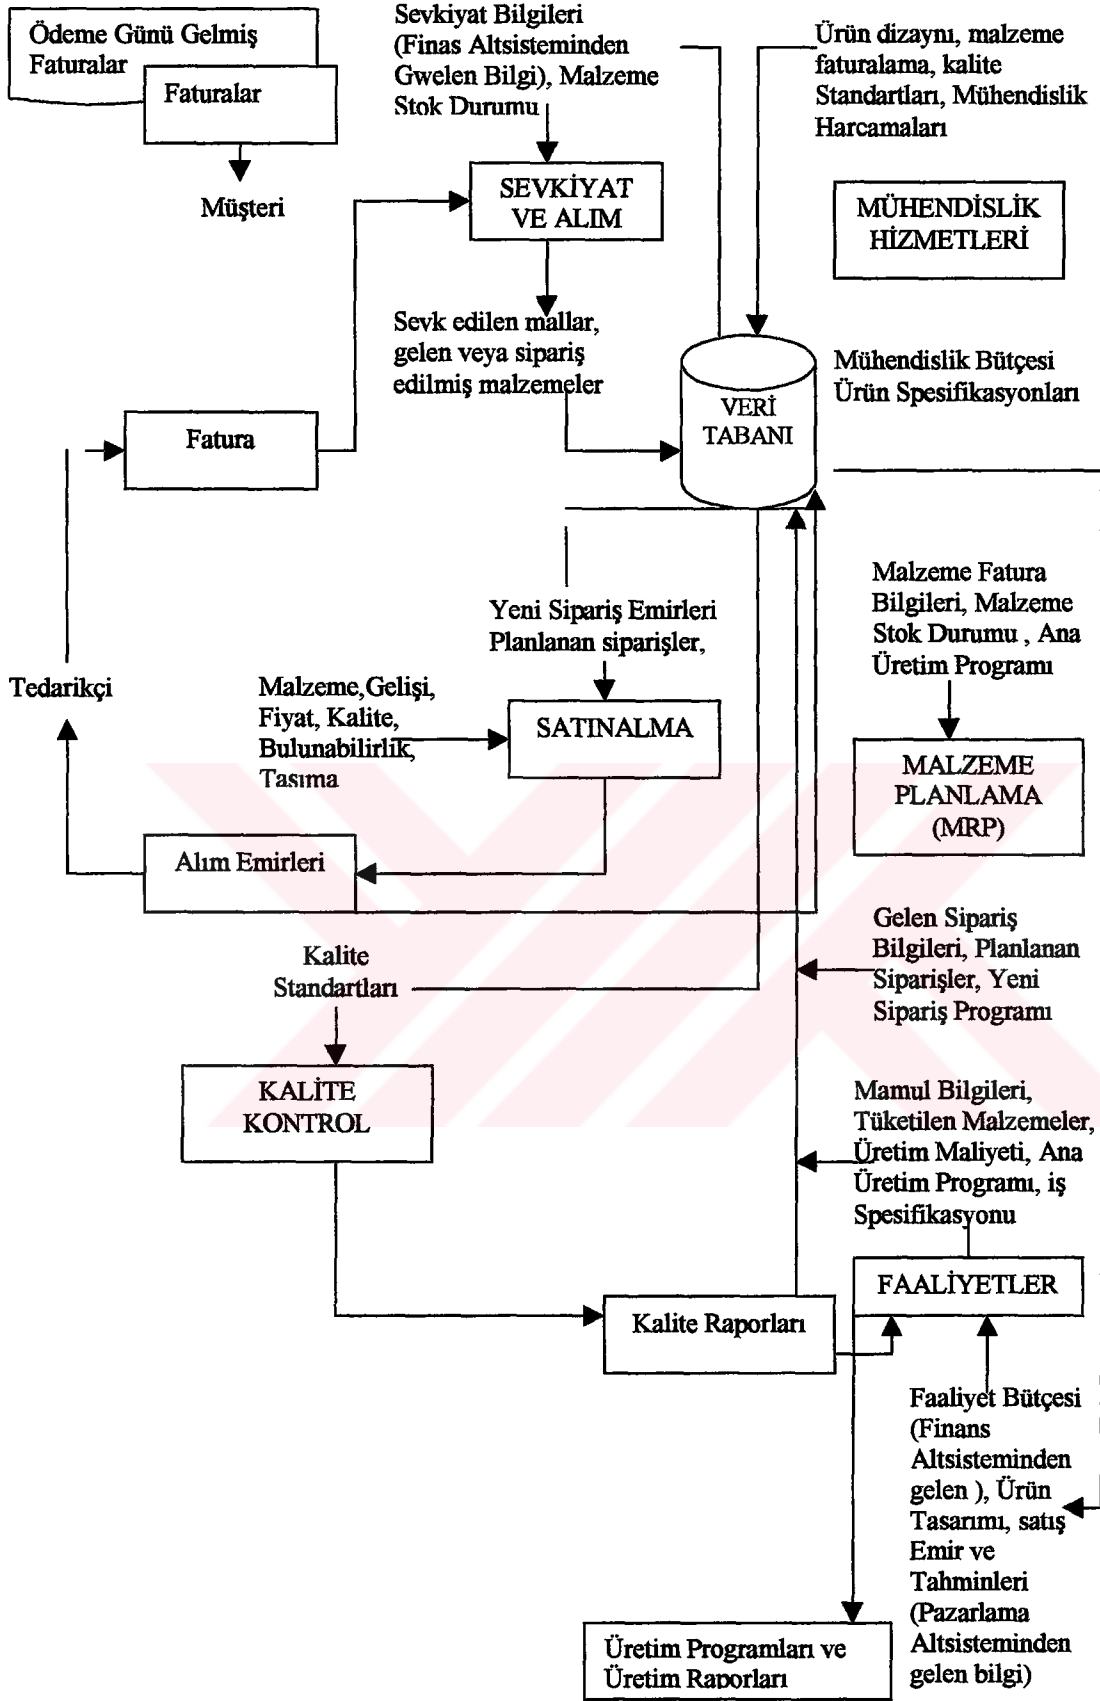 Ödeme Günü Gelmiş
Faturalar
Faturalar
Müşteri
Sevkiyat Bilgileri
(Finas Altsisteminden
Gwelen Bilgi), Malzeme
Stok Durumu
SEVKİYAT
VE ALIM
Sevk edilen mallar,
gelen veya sipariş
edilmiş malzemeler
Ürün dizaynı, malzeme
faturalama, kalite
Standartları, Mühendislik
Harcamaları
MÜHENDİSLİK
HİZMETLERİ
Mühendislik Bütçesi
Ürün Spesifikasyonları
VERİ
TABANI
Fatura
Yeni Sipariş Emirleri
Planlanan siparişler,
Malzeme Fatura
Bilgileri, Malzeme
Stok Durumu , Ana
Üretim Programı
Tedarikçi
Malzeme,Gelişi,
Fiyat, Kalite,
Bulunabilirlik,
Tasıma
SATINALMA
MALZEME
PLANLAMA
(MRP)
Alım Emirleri
Gelen Sipariş
Bilgileri, Planlanan
Siparişler, Yeni
Sipariş Programı
Kalite
Standartları
KALİTE
KONTROL
Mamul Bilgileri,
Tüketilen Malzemeler,
Üretim Maliyeti, Ana
Üretim Programı, iş
Spesifikasyonu
FAALİYETLER
Kalite Raporları
Faaliyet Bütçesi
(Finans
Altsisteminden
gelen ), Ürün
Tasarımı, satış
Emir ve
Tahminleri
(Pazarlama
Altsisteminden
gelen bilgi)
Üretim Programları ve
Üretim Raporları